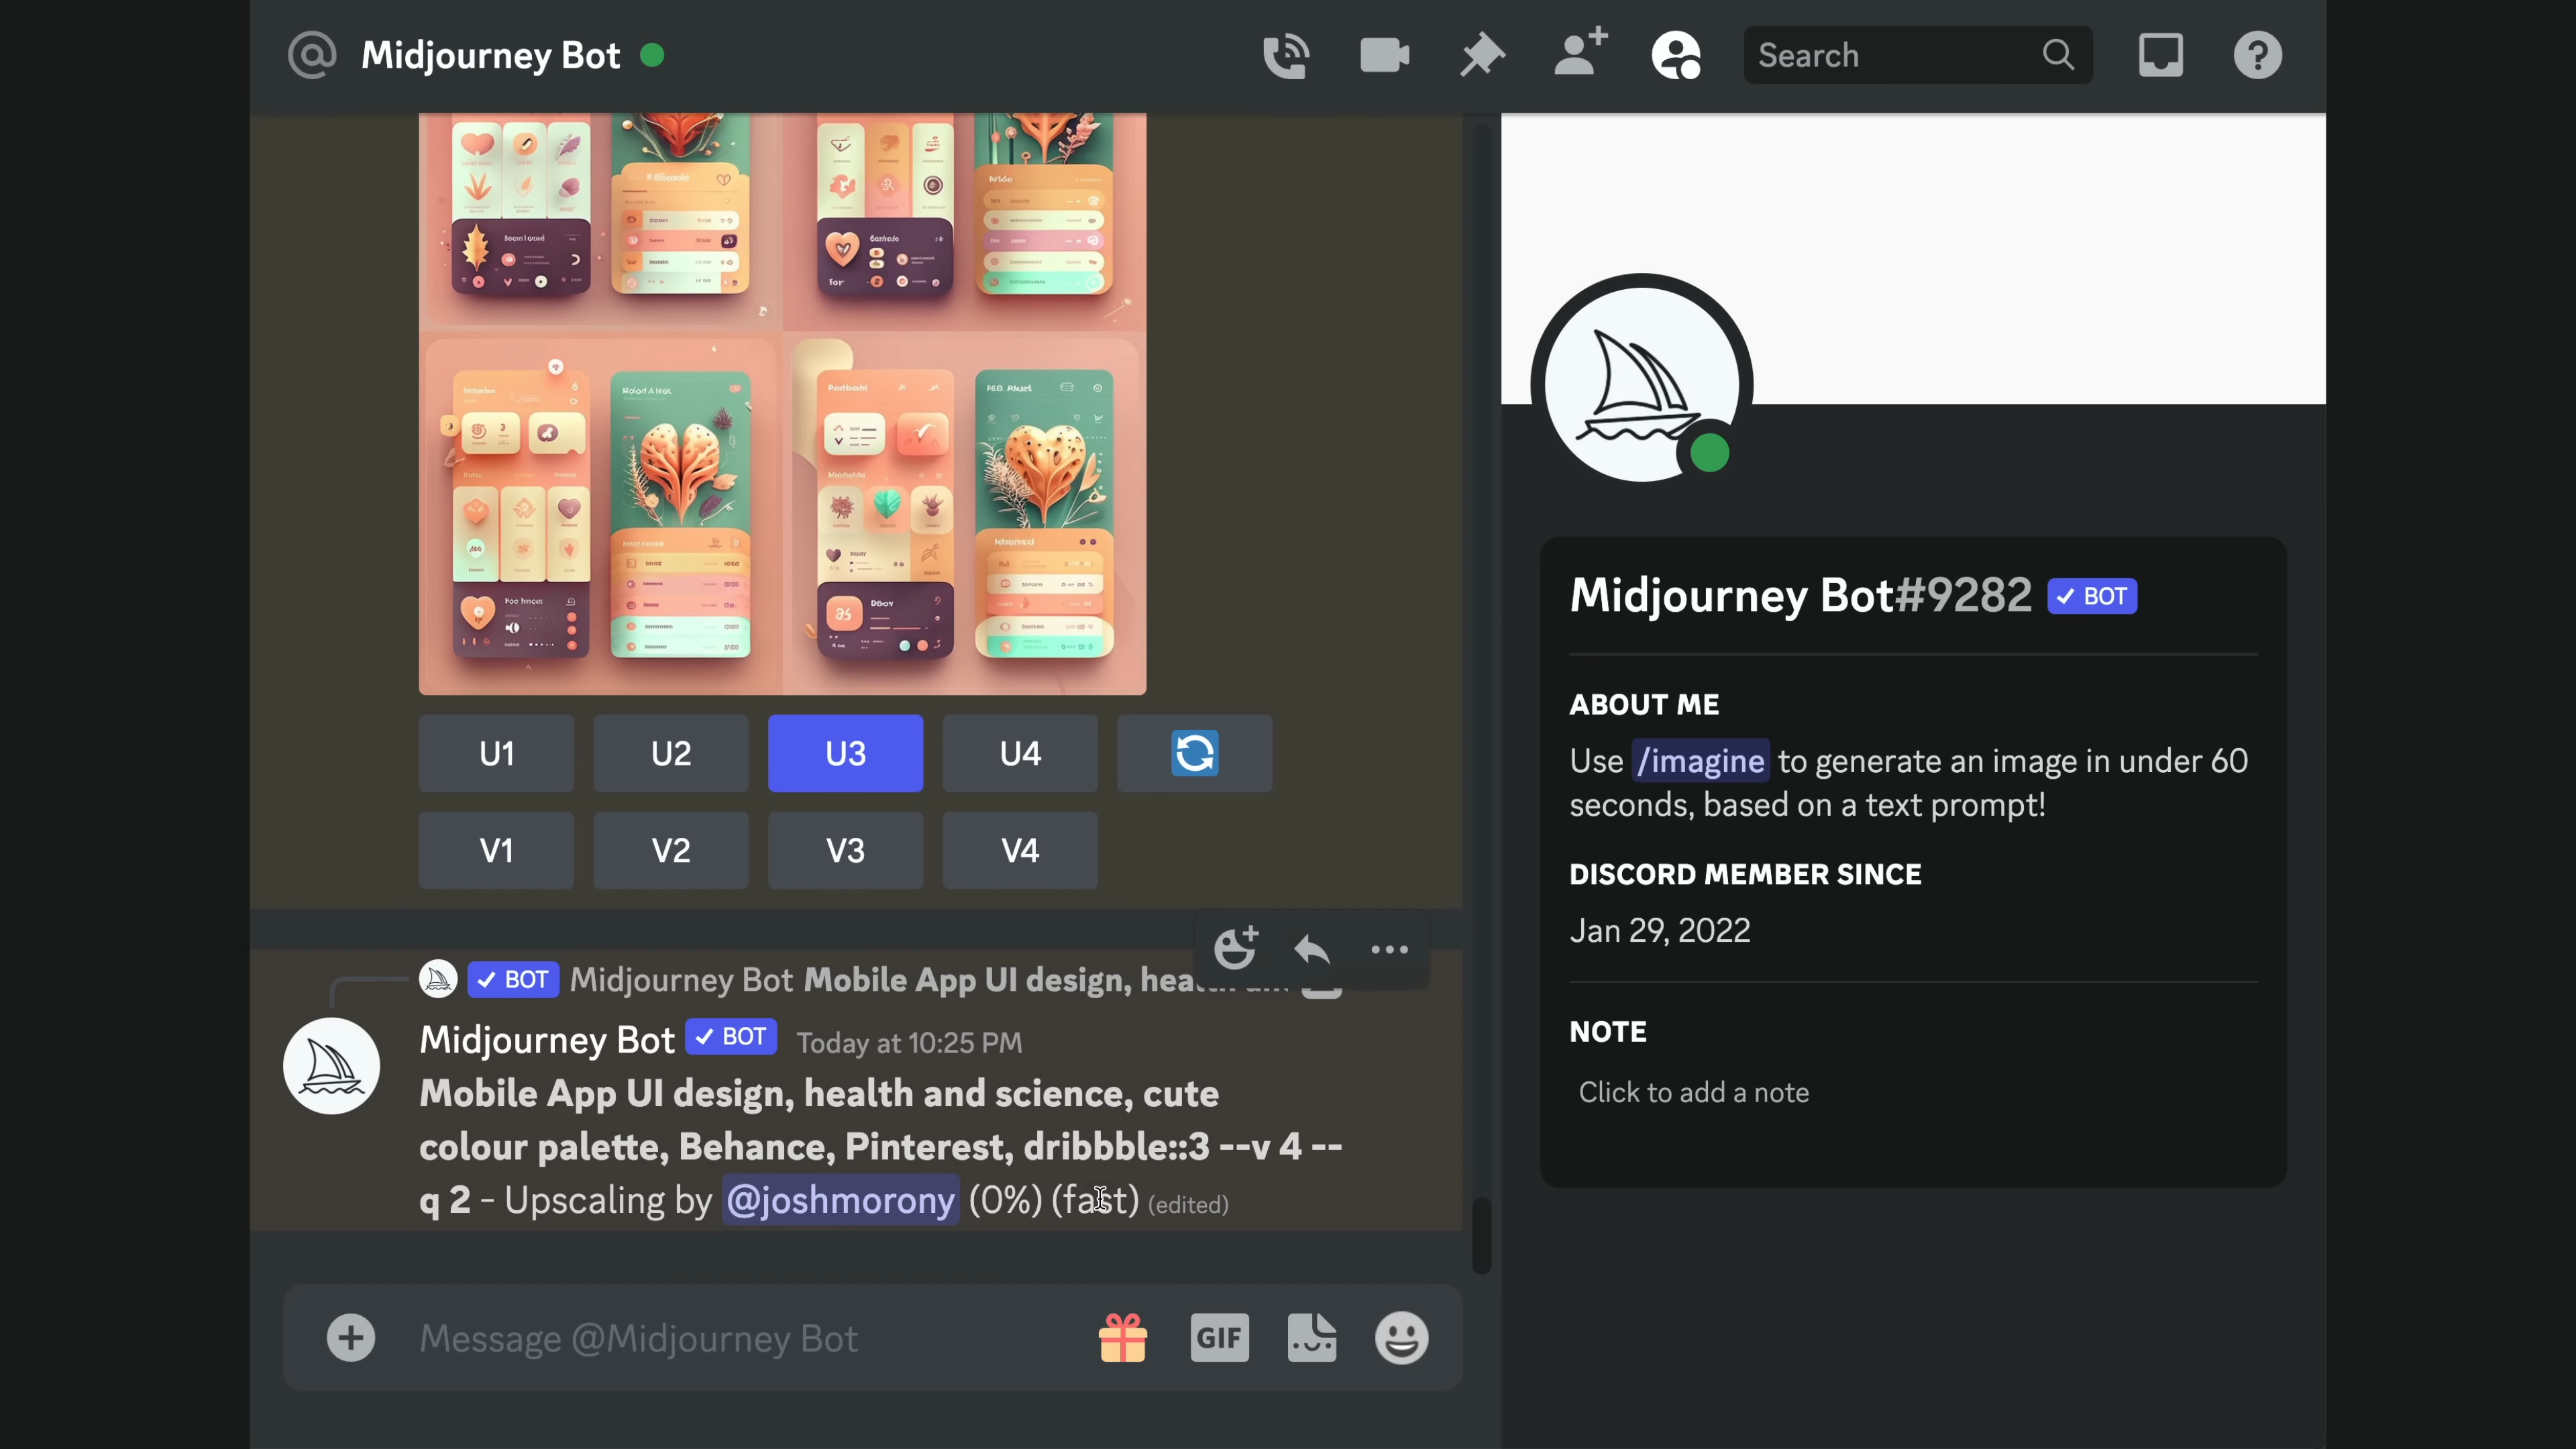 Midjourney Bot
Search
U1
U2
U3
U4
V1
V2
V3
V4
BOT Midjourney Bot Mobile App UI design,
Midjourney Bot BOT Today at 10:25 PM
Mobile App UI design, health and science, cute
colour palette, Behance, Pinterest, dribbble::3 --v 4 --
q 2 - Upscaling by @joshmorony (0%) (fast) (edited)
Message @Midjourney Bot
GIF
Midjourney Bot#9282 BOT
ABOUT ME
Use /imagine to generate an image in under 60
seconds, based on a text prompt!
DISCORD MEMBER SINCE
Jan 29, 2022
NOTE
Click to add a note